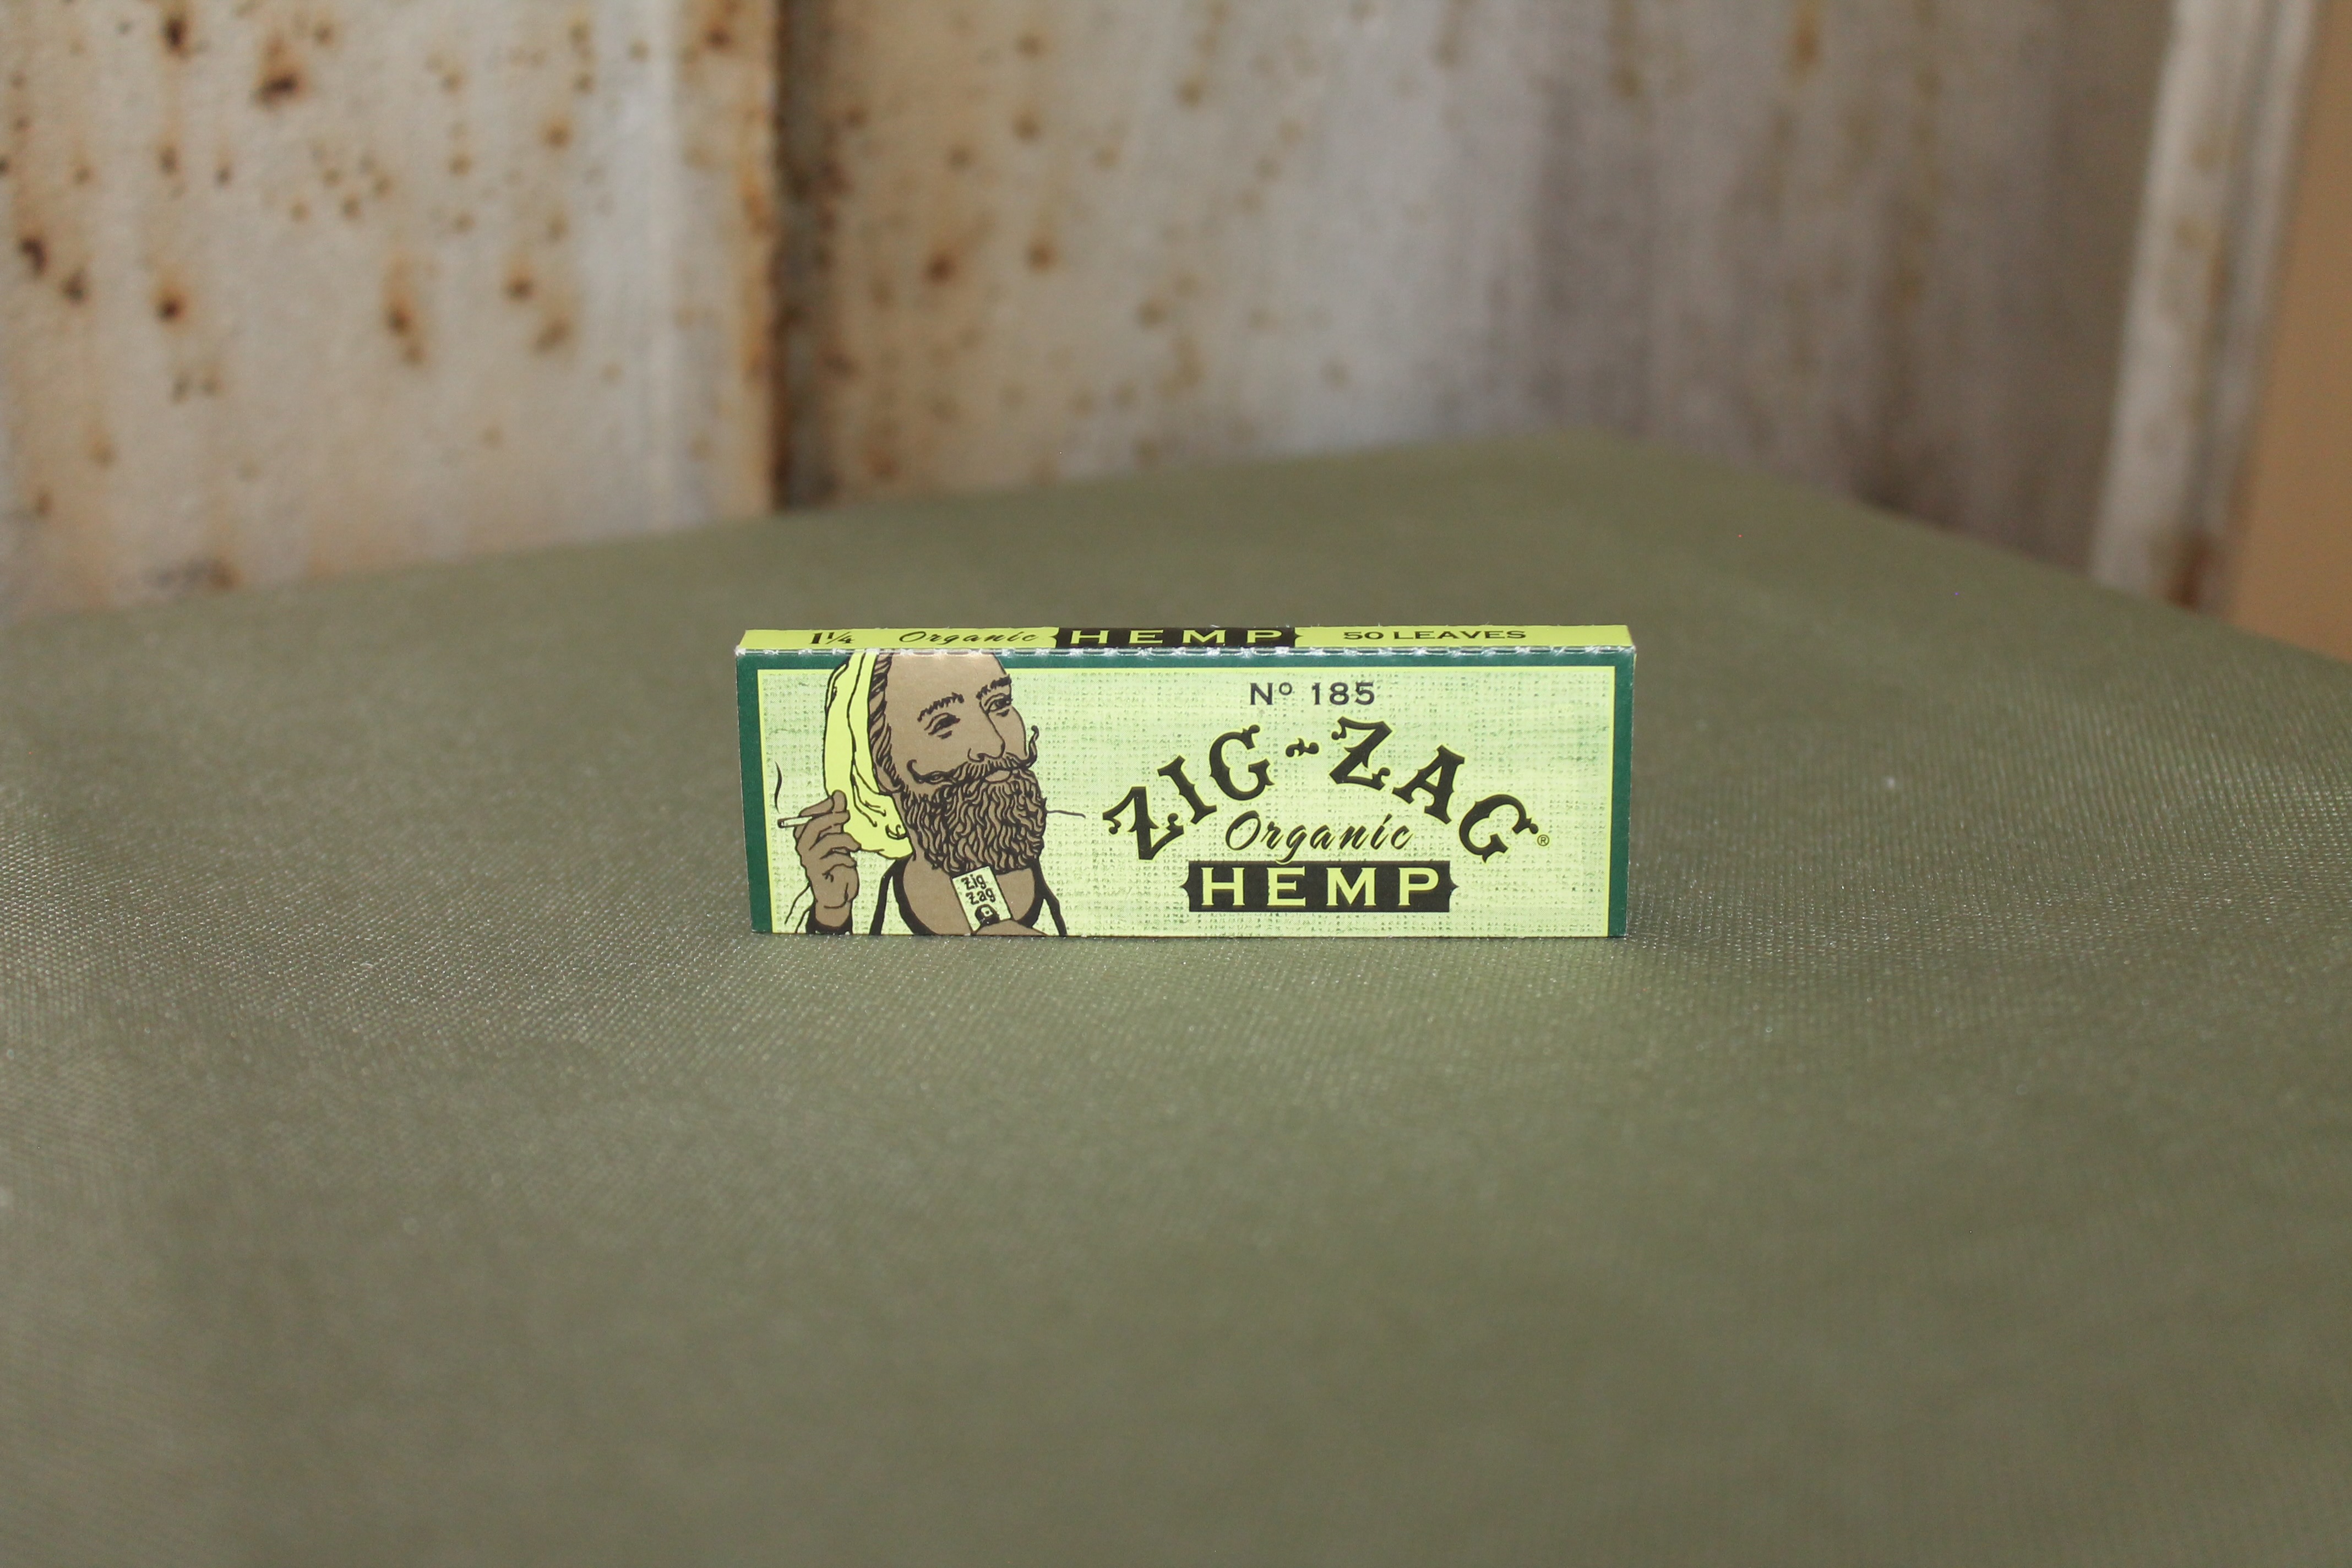 1¼ Organic HEMP 50 LEAVES
Nº 185
ZIG-ZAG®
Organic
HEMP
Zig
Zag